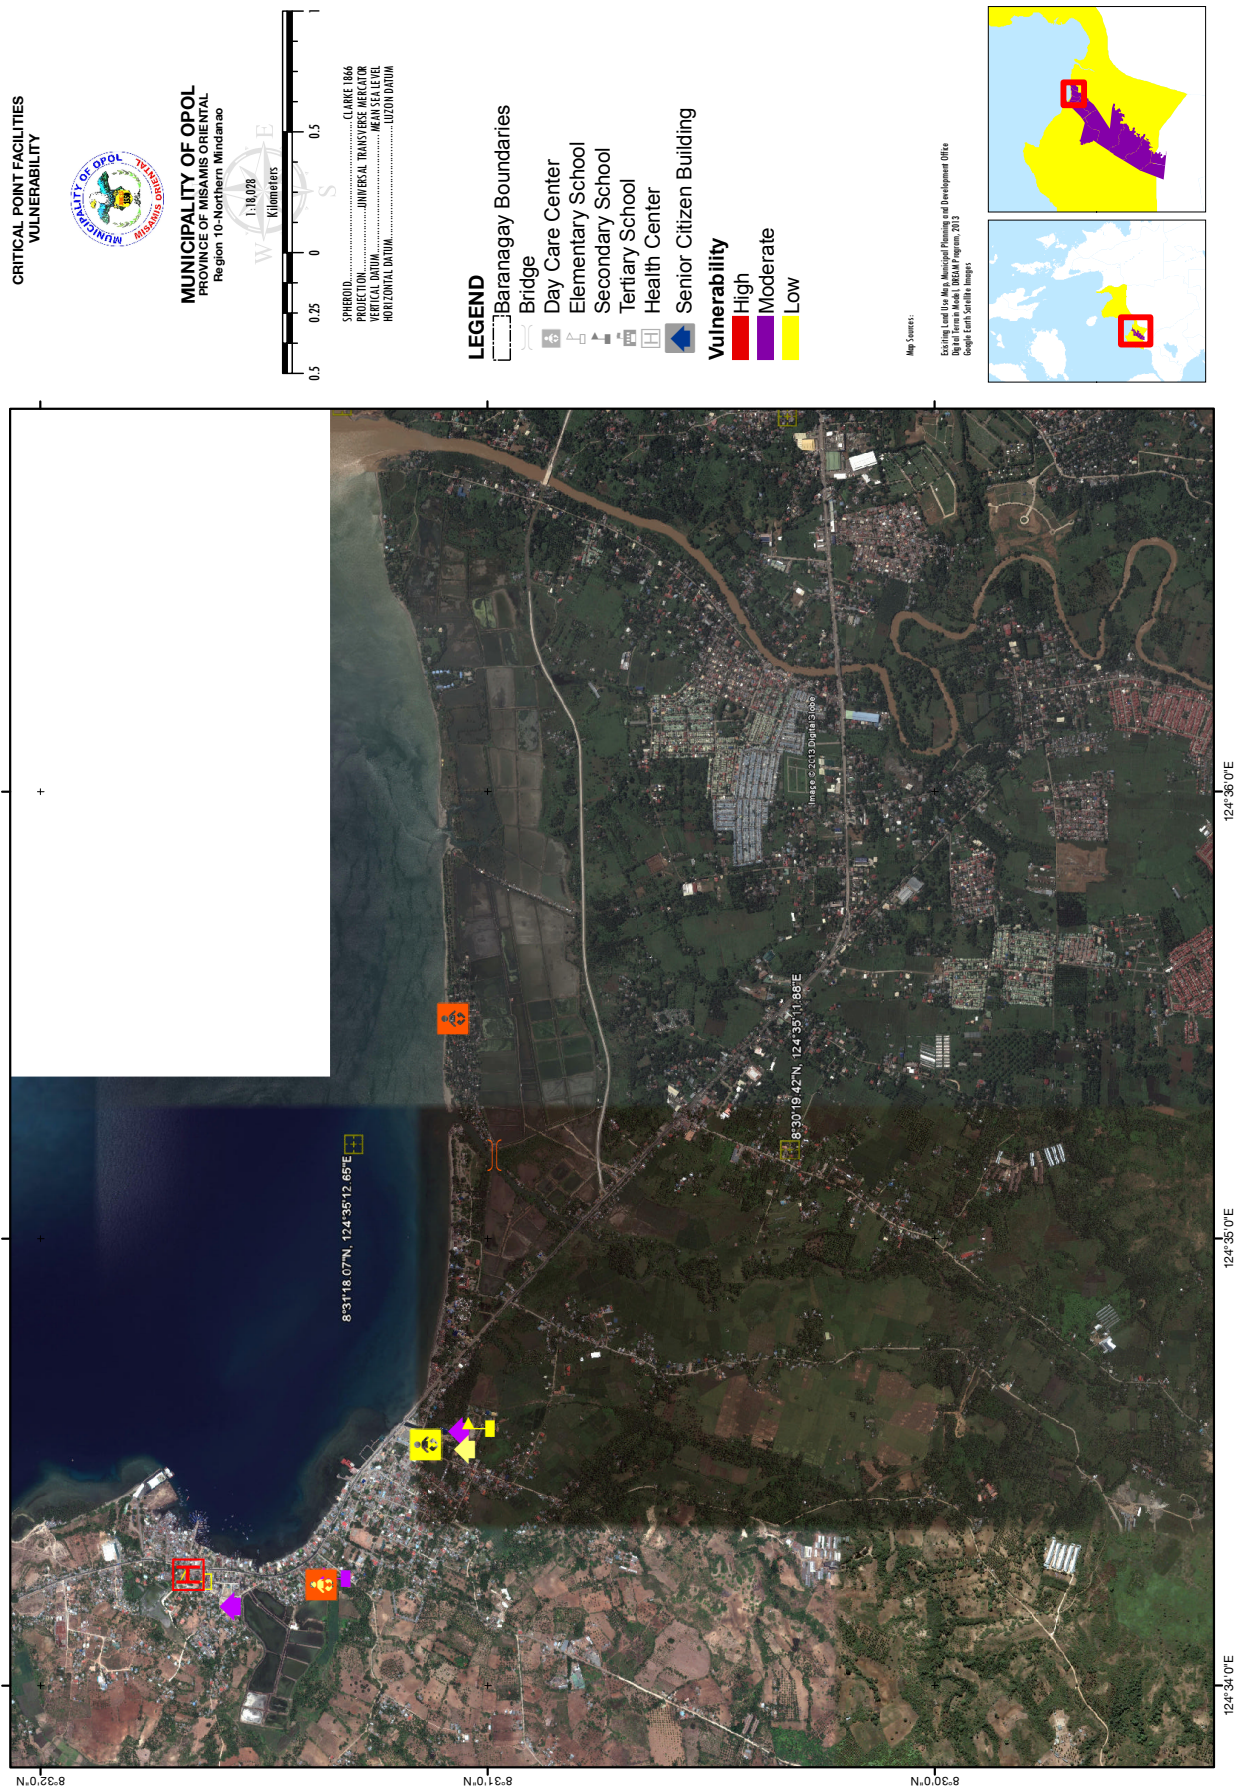 CRITICAL POINT FACILITIES
VULNERABILITY
MUNICIPALITY OF OPOL
MISAMIS ORIENTAL
MUNICIPALITY OF OPOL
PROVINCE OF MISAMIS ORIENTAL
Region 10-Northern Mindanao
W
E
S
1:18,028
Kilometers
0.5 0.25 0 0.5 1
SPHEROID..............................CLARKE 1866
PROJECTION..........UNIVERSAL TRANSVERSE MERCATOR
VERTICAL DATUM....................MEAN SEA LEVEL
HORIZONTAL DATUM.....................LUZON DATUM
LEGEND
Baranagay Boundaries
Bridge
Day Care Center
Elementary School
Secondary School
Tertiary School
Health Center
Senior Citizen Building
Vulnerability
High
Moderate
Low
Map Sources:
Exisiting Land Use Map, Municipal Planning and Development Office
Digital Terrain Model, DREAM Program, 2013
Google Earth Satellite Images
8°31'18.07"N, 124°35'12.65"E
8°30'19.42"N, 124°35'11.88"E
Image © 2013 DigitalGlobe
H
8°32'0"N
8°31'0"N
8°30'0"N
124°34'0"E
124°35'0"E
124°36'0"E